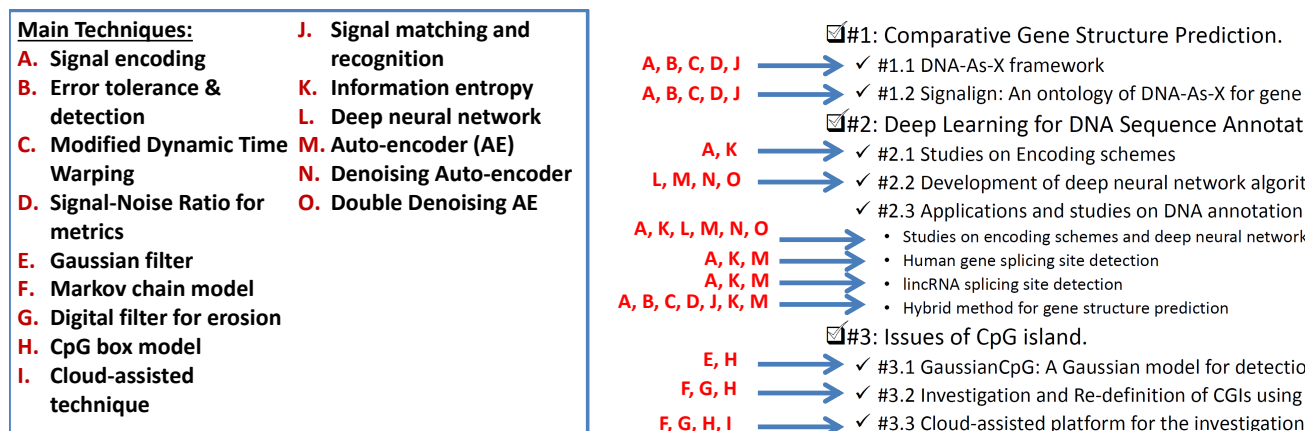 Main Techniques:
A. Signal encoding
B. Error tolerance &
detection
C. Modified Dynamic Time
Warping
D. Signal-Noise Ratio for
metrics
E. Gaussian filter
F. Markov chain model
G. Digital filter for erosion
H. CpG box model
I. Cloud-assisted
technique
J. Signal matching and
recognition
K. Information entropy
L. Deep neural network
M. Auto-encoder (AE)
N. Denoising Auto-encoder
O. Double Denoising AE
☑#1: Comparative Gene Structure Prediction.
A, B, C, D, J ✓ #1.1 DNA-As-X framework
A, B, C, D, J ✓ #1.2 Signalign: An ontology of DNA-As-X for gene
☑#2: Deep Learning for DNA Sequence Annotat
A, K ✓ #2.1 Studies on Encoding schemes
L, M, N, O ✓ #2.2 Development of deep neural network algorit
✓ #2.3 Applications and studies on DNA annotation
A, K, L, M, N, O • Studies on encoding schemes and deep neural network
A, K, M • Human gene splicing site detection
A, K, M • lincRNA splicing site detection
A, B, C, D, J, K, M • Hybrid method for gene structure prediction
☑#3: Issues of CpG island.
E, H ✓ #3.1 GaussianCpG: A Gaussian model for detectio
F, G, H ✓ #3.2 Investigation and Re-definition of CGIs using
F, G, H, I ✓ #3.3 Cloud-assisted platform for the investigation